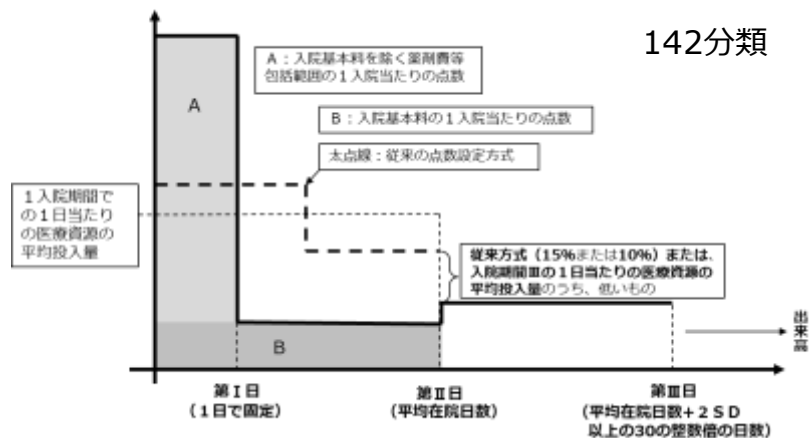 142分類
A：入院基本料を除く薬剤費等
包括範囲の１入院当たりの点数
A
B：入院基本料の１入院当たりの点数
太点線：従来の点数設定方式
１入院期間で
の１日当たり
の医療資源の
平均投入量
従来方式（15%または10%）または、
入院期間Ⅲの１日当たりの医療資源の
平均投入量のうち、低いもの
出来高
B
第Ⅰ日
（１日で固定）
第Ⅱ日
（平均在院日数）
第Ⅲ日
（平均在院日数＋２ＳＤ
以上の30の整数倍の日数）